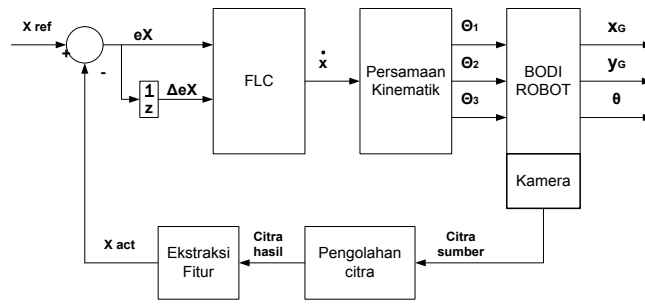 X ref
+
-
eX
1
z
ΔeX
FLC
ẋ
Persamaan
Kinematik
Θ1
Θ2
Θ3
BODI
ROBOT
xG
yG
θ
Kamera
Citra
sumber
Pengolahan
citra
Citra
hasil
Ekstraksi
Fitur
X act